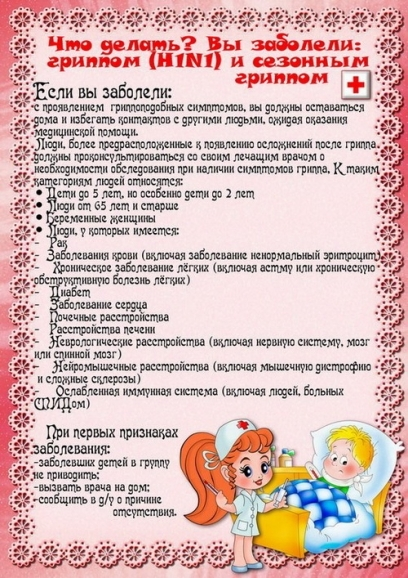 Что делать? Вы заболели:
гриппом (H1N1) и сезонным
гриппом
Если вы заболели:
с проявлением гриппоподобных симптомов, вы должны оставаться
дома и избегать контактов с другими людьми, ожидая оказания
медицинской помощи.
Люди, более предрасположенные к появлению осложнений после гриппа,
должны проконсультироваться со своим лечащим врачом о
необходимости обследования при наличии симптомов гриппа. К таким
категориям людей относятся:
• Дети до 5 лет, но особенно дети до 2 лет
• Люди от 65 лет и старше
• Беременные женщины
• Люди, у которых имеется:
Рак
Заболевания крови (включая заболевание ненормальный эритроцит)
- Хроническое заболевание лёгких (включая астму или хроническую
обструктивную болезнь лёгких)
- Диабет
Заболевание сердца
Почечные расстройства
Расстройства печени
- Неврологические расстройства (включая нервную систему, мозг
или спинной мозг)
- Нейромышечные расстройства (включая мышечную дистрофию
и сложные склерозы)
- Ослабленная иммунная система (включая людей, больных
СПИДом)
При первых признаках
заболевания:
-заболевших детей в группу
не приводить;
-вызвать врача на дом;
-сообщить в д/у о причине
отсутствия.